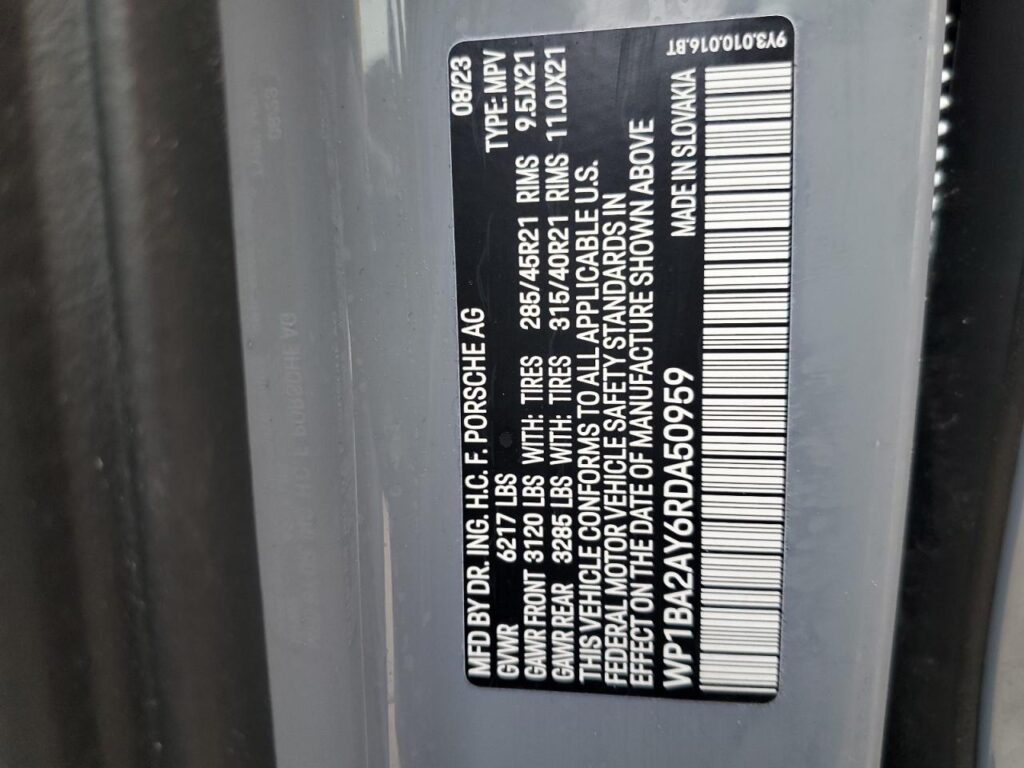 MFD BY DR. ING. H.C. F. PORSCHE AG 08/23
GVWR 6217 LBS TYPE: MPV
GAWR FRONT 3120 LBS WITH: TIRES 285/45R21 RIMS 9.5JX21
GAWR REAR 3285 LBS WITH: TIRES 315/40R21 RIMS 11.0JX21
THIS VEHICLE CONFORMS TO ALL APPLICABLE U.S.
FEDERAL MOTOR VEHICLE SAFETY STANDARDS IN
EFFECT ON THE DATE OF MANUFACTURE SHOWN ABOVE
WP1BA2AY6RDA50959 MADE IN SLOVAKIA
9Y3.010.016.BT